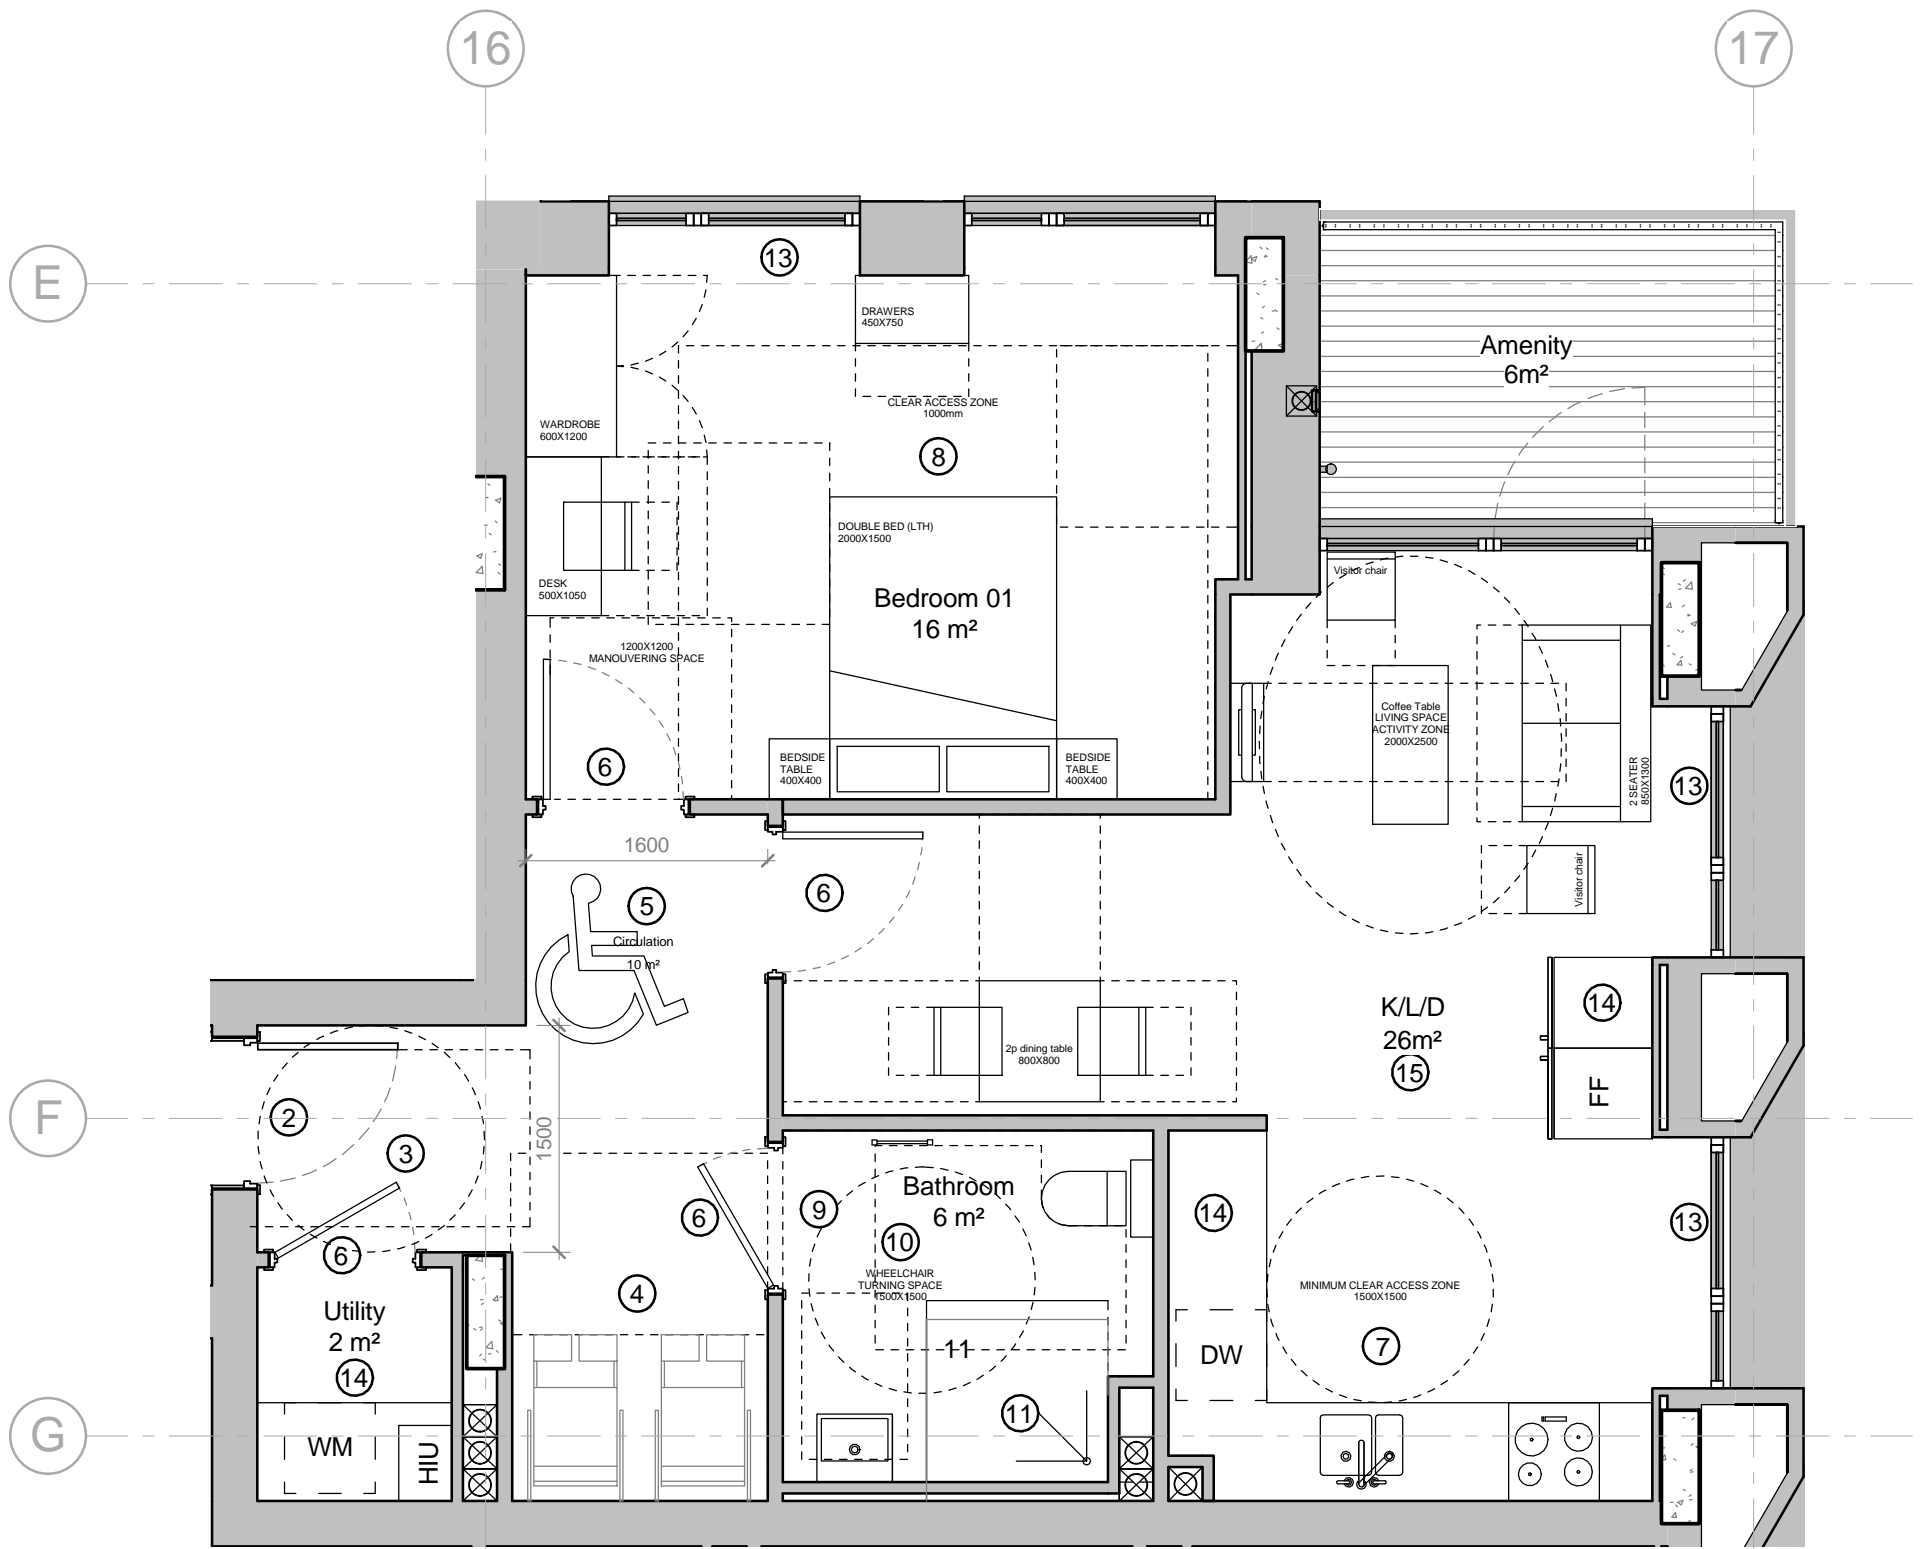 16
17
E
13
DRAWERS
450X750
Amenity
6m²
CLEAR ACCESS ZONE
1000mm
WARDROBE
600X1200
8
DOUBLE BED (LTH)
2000X1500
Visitor chair
DESK
500X1050
Bedroom 01
16 m²
1200X1200
MANOUVERING SPACE
Coffee Table
LIVING SPACE
ACTIVITY ZONE
2000X2500
6
BEDSIDE
TABLE
400X400
BEDSIDE
TABLE
400X400
2 SEATER
850X1300
13
1600
6
5
Visitor chair
Circulation
10 m²
K/L/D
26m²
15
14
2p dining table
800X800
FF
F
2
3
1500
Bathroom
6 m²
9
6
10
14
13
6
WHEELCHAIR
TURNING SPACE
1500X1500
MINIMUM CLEAR ACCESS ZONE
1500X1500
4
Utility
2 m²
14
11
DW
7
11
G
WM
HIU